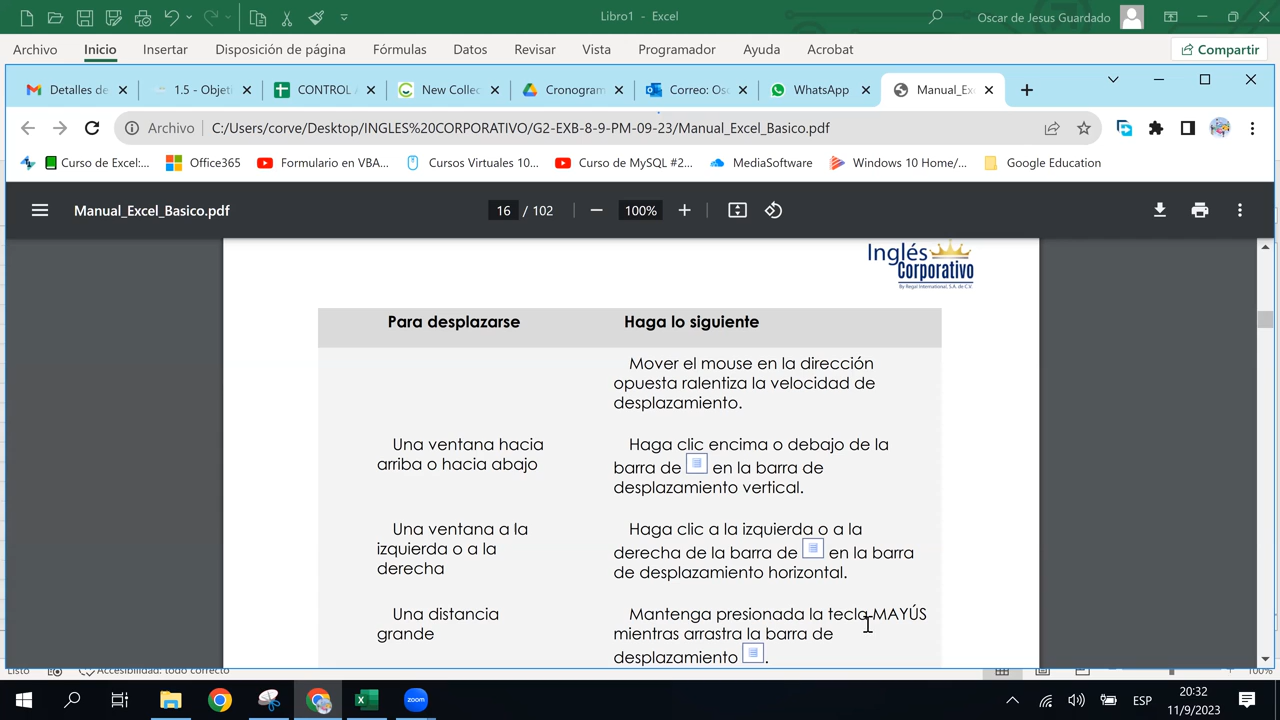 Libro1 - Excel
Oscar de Jesus Guardado
Archivo Inicio Insertar Disposición de página Fórmulas Datos Revisar Vista Programador Ayuda Acrobat Compartir
Detalles de 1.5 - Objeti CONTROL New Collec Cronogram Correo: Os WhatsApp Manual_Ex
Archivo C:/Users/corve/Desktop/INGLES%20CORPORATIVO/G2-EXB-8-9-PM-09-23/Manual_Excel_Basico.pdf
Curso de Excel:... Office365 Formulario en VBA... Cursos Virtuales 10... Curso de MySQL #2... MediaSoftware Windows 10 Home/... Google Education
Manual_Excel_Basico.pdf 16 / 102 100%
Inglés
Corporativo
By Regal International, S.A. de C.V.
Para desplazarse Haga lo siguiente
Mover el mouse en la dirección
opuesta ralentiza la velocidad de
desplazamiento.
Una ventana hacia
arriba o hacia abajo
Haga clic encima o debajo de la
barra de en la barra de
desplazamiento vertical.
Una ventana a la
izquierda o a la
derecha
Haga clic a la izquierda o a la
derecha de la barra de en la barra
de desplazamiento horizontal.
Una distancia
grande
Mantenga presionada la tecla MAYÚS
mientras arrastra la barra de
desplazamiento .
Listo Accesibilidad: todo correcto 100%
zoom
ESP
20:32
11/9/2023